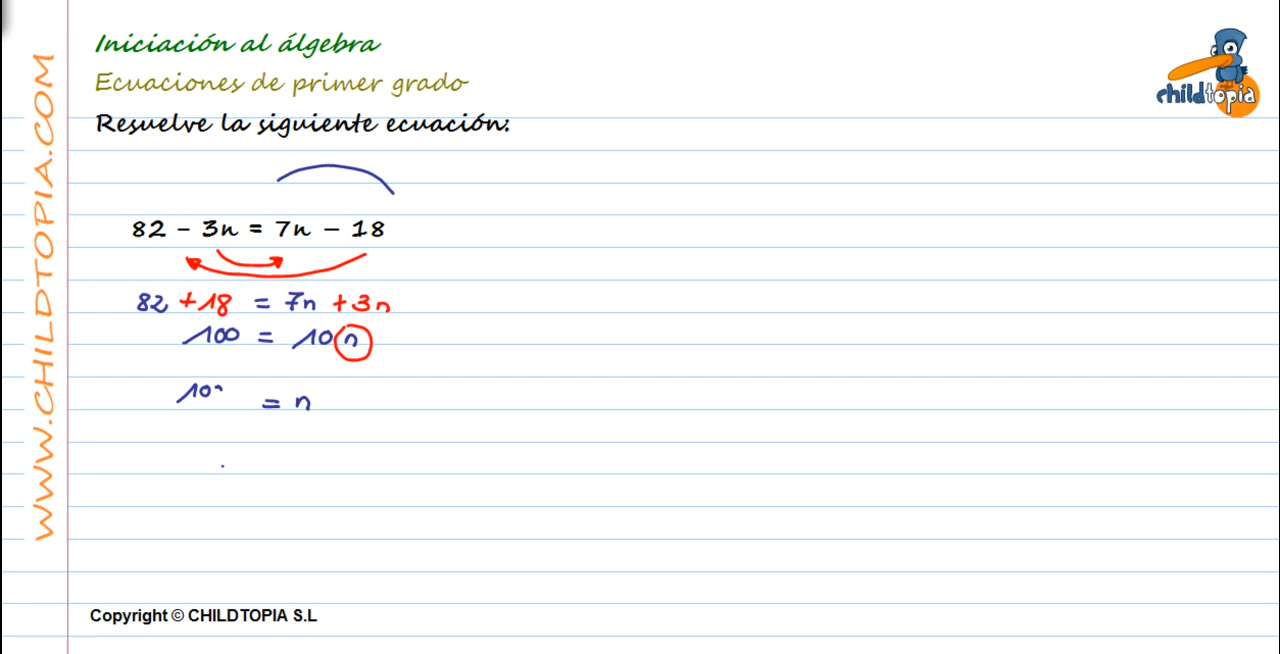 Iniciación al álgebra
Ecuaciones de primer grado
childtopia
Resuelve la siguiente ecuación:
WWW.CHILDTOPIA.COM
82 - 3n = 7n - 18
82 +18 = 7n +3n
100 = 10n
= n
Copyright © CHILDTOPIA S.L